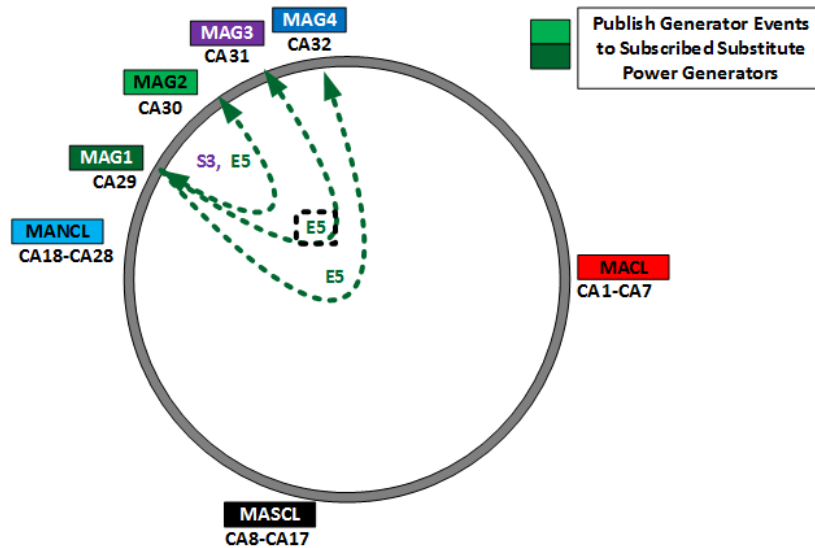 MAG3
MAG4
CA31
CA32
Publish Generator Events
to Subscribed Substitute
Power Generators
MAG2
CA30
MAG1
CA29
S3, E5
MANCL
CA18-CA28
E5
E5
MACL
CA1-CA7
MASCL
CA8-CA17